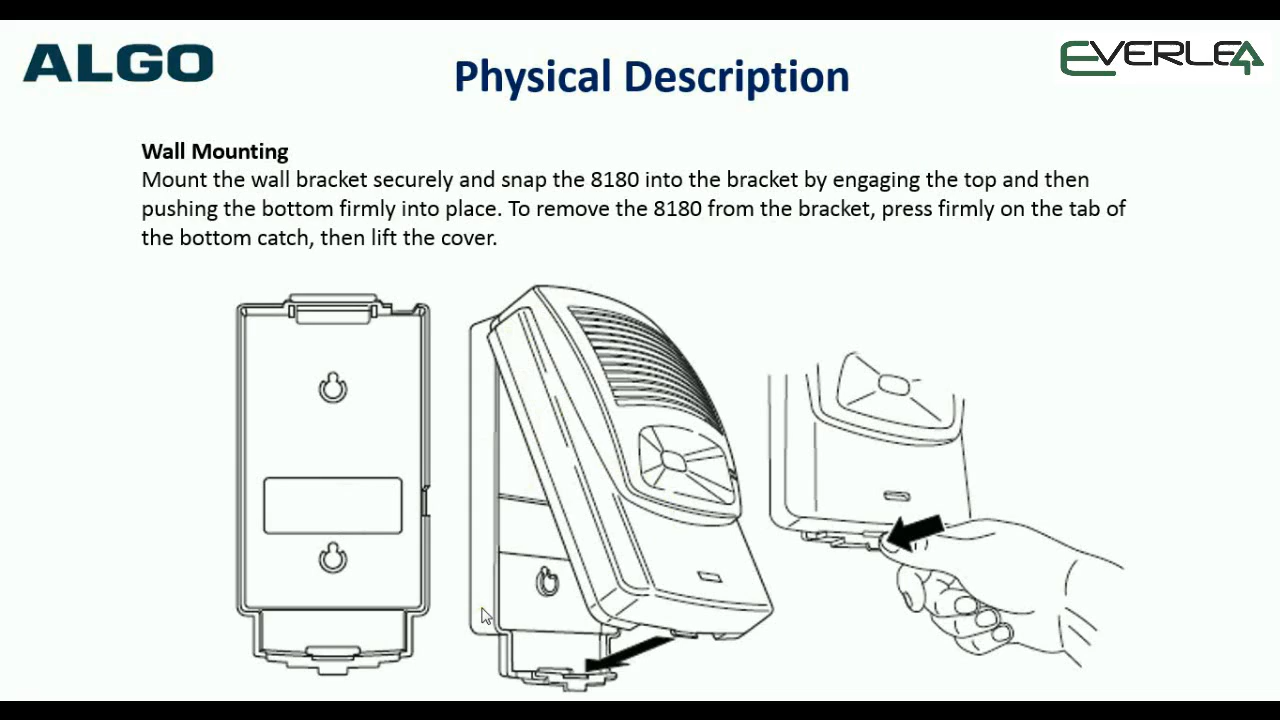 ALGO
EVERLEA
Physical Description
Wall Mounting
Mount the wall bracket securely and snap the 8180 into the bracket by engaging the top and then
pushing the bottom firmly into place. To remove the 8180 from the bracket, press firmly on the tab of
the bottom catch, then lift the cover.